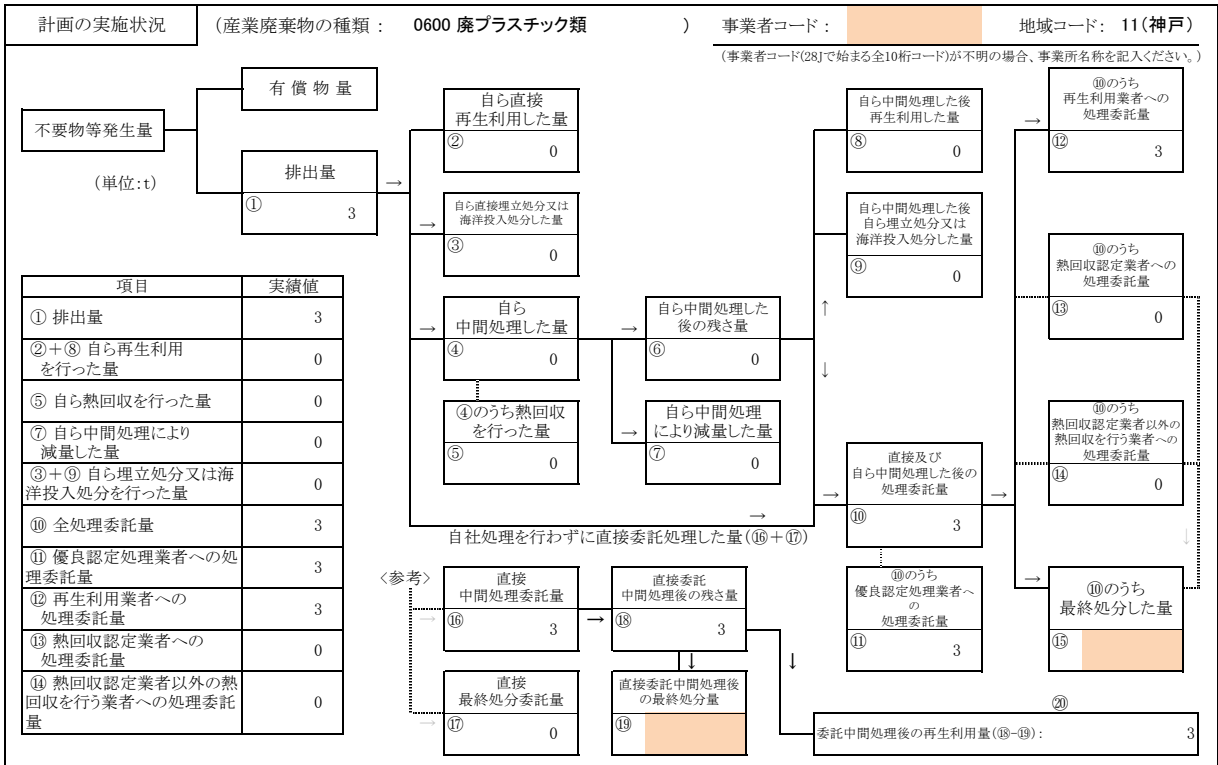 計画の実施状況 (産業廃棄物の種類： 0600 廃プラスチック類 ) 事業者コード： 地域コード： 11(神戸)
(事業者コード(28Jで始まる全10桁コード)が不明の場合、事業所名称を記入ください。)
不要物等発生量
(単位:t)
有償物量
排出量
① 3
→
自ら直接
再生利用した量
② 0
→
自ら直接埋立処分又は
海洋投入処分した量
③ 0
→
自ら
中間処理した量
④ 0
④のうち熱回収
を行った量
⑤ 0
→
自ら中間処理した
後の残さ量
⑥ 0
→
自ら中間処理
により減量した量
⑦ 0
自ら中間処理した後
再生利用した量
⑧ 0
自ら中間処理した後
自ら埋立処分又は
海洋投入処分した量
⑨ 0
↑
↓
→
直接及び
自ら中間処理した後の
処理委託量
⑩ 3
→
⑩のうち
優良認定処理業者へ
の
処理委託量
⑪ 3
→
⑩のうち
再生利用業者への
処理委託量
⑫ 3
⑩のうち
熱回収認定業者への
処理委託量
⑬ 0
⑩のうち
熱回収認定業者以外の
熱回収を行う業者への
処理委託量
⑭ 0
↓
→
⑩のうち
最終処分した量
⑮
→
自社処理を行わずに直接委託処理した量(⑯＋⑰)
〈参考〉
→
直接
中間処理委託量
⑯ 3
→
直接
最終処分委託量
⑰ 0
→
直接委託
中間処理後の残さ量
⑱ 3
↓
直接委託中間処理後
の最終処分量
⑲
↓
⑳
委託中間処理後の再生利用量(⑱-⑲)： 3
項目 実績値
① 排出量 3
②＋⑧ 自ら再生利用
を行った量 0
⑤ 自ら熱回収を行った量 0
⑦ 自ら中間処理により
減量した量 0
③＋⑨ 自ら埋立処分又は海
洋投入処分を行った量 0
⑩ 全処理委託量 3
⑪ 優良認定処理業者への処
理委託量 3
⑫ 再生利用業者への
処理委託量 3
⑬ 熱回収認定業者への
処理委託量 0
⑭ 熱回収認定業者以外の熱
回収を行う業者への処理委託
量 0